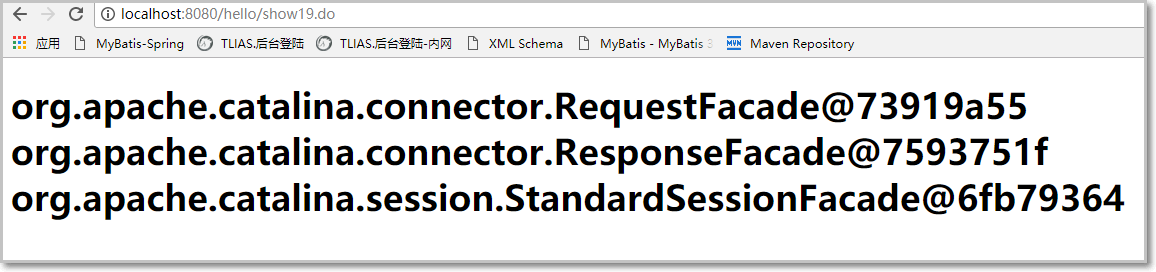 localhost:8080/hello/show19.do
应用 MyBatis-Spring TLIAS.后台登陆 TLIAS.后台登陆-内网 XML Schema MyBatis - MyBatis MVN Maven Repository
org.apache.catalina.connector.RequestFacade@73919a55
org.apache.catalina.connector.ResponseFacade@7593751f
org.apache.catalina.session.StandardSessionFacade@6fb79364